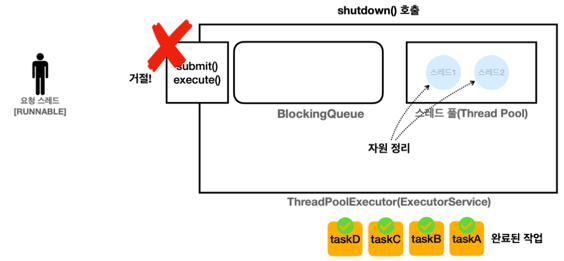 shutdown() 호출
submit()
execute()
거절!
스레드1
스레드2
요청 스레드
[RUNNABLE]
BlockingQueue
스레드 풀(Thread Pool)
자원 정리
ThreadPoolExecutor(ExecutorService)
taskD
taskC
taskB
taskA
완료된 작업